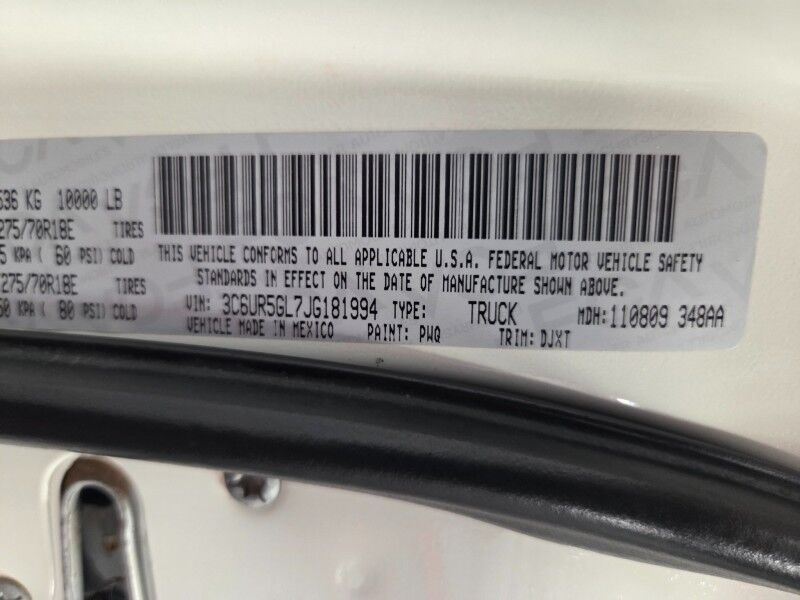 536 KG 10000 LB
275/70R18E TIRES
5 KPA ( 60 PSI) COLD
275/70R18E TIRES
50 KPA ( 80 PSI) COLD
THIS VEHICLE CONFORMS TO ALL APPLICABLE U.S.A. FEDERAL MOTOR VEHICLE SAFETY
STANDARDS IN EFFECT ON THE DATE OF MANUFACTURE SHOWN ABOVE.
VIN: 3C6UR5GL7JG181994 TYPE: TRUCK MDH: 110809 348AA
VEHICLE MADE IN MEXICO PAINT: PWQ TRIM: DJXT